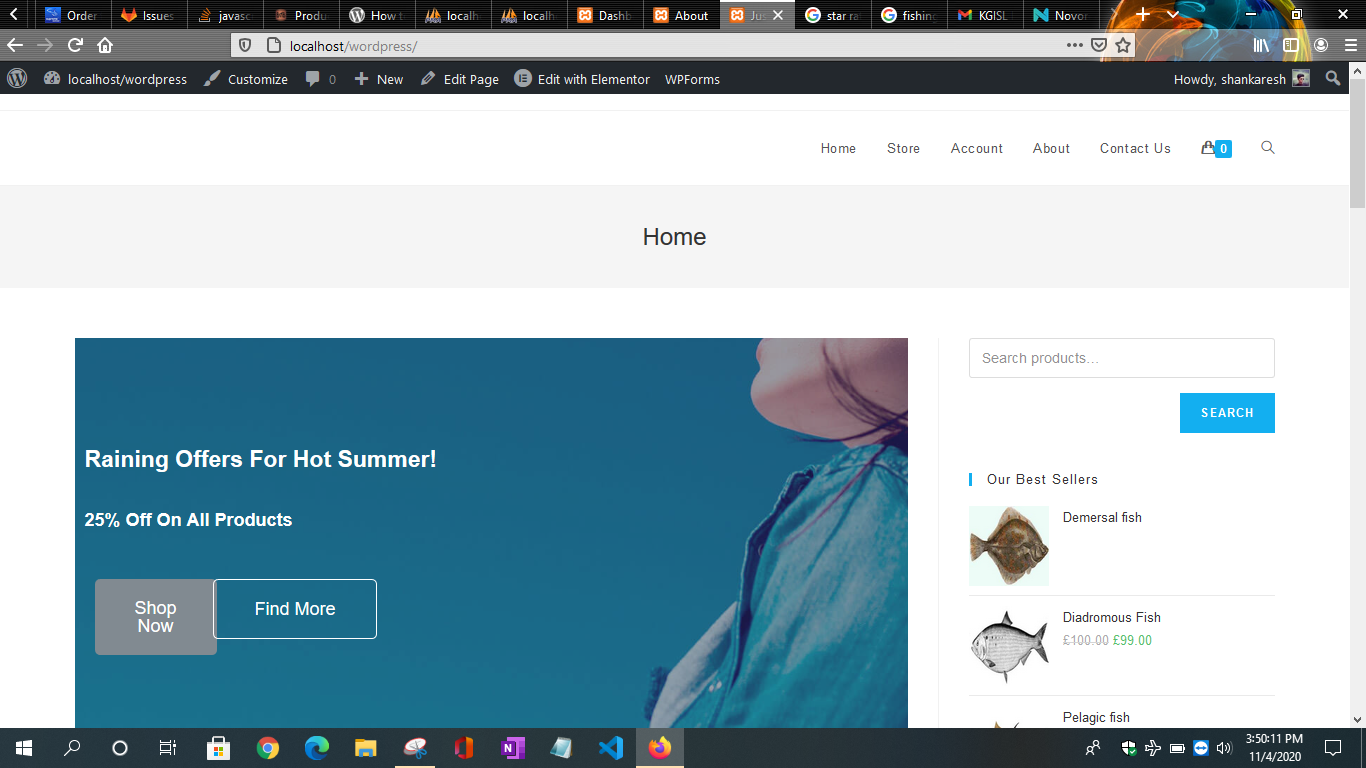 Order
Issues
javasc
Produ
How t
localh
localh
Dashb
About
Jus
star ra
fishing
KGISL
Novor
localhost/wordpress/
localhost/wordpress
Customize
0
New
Edit Page
Edit with Elementor
WPForms
Howdy, shankaresh
Home
Store
Account
About
Contact Us
0
Home
Raining Offers For Hot Summer!
25% Off On All Products
Shop
Now
Find More
Search products...
SEARCH
Our Best Sellers
Demersal fish
Diadromous Fish
£100.00 £99.00
Pelagic fish
3:50:11 PM
11/4/2020